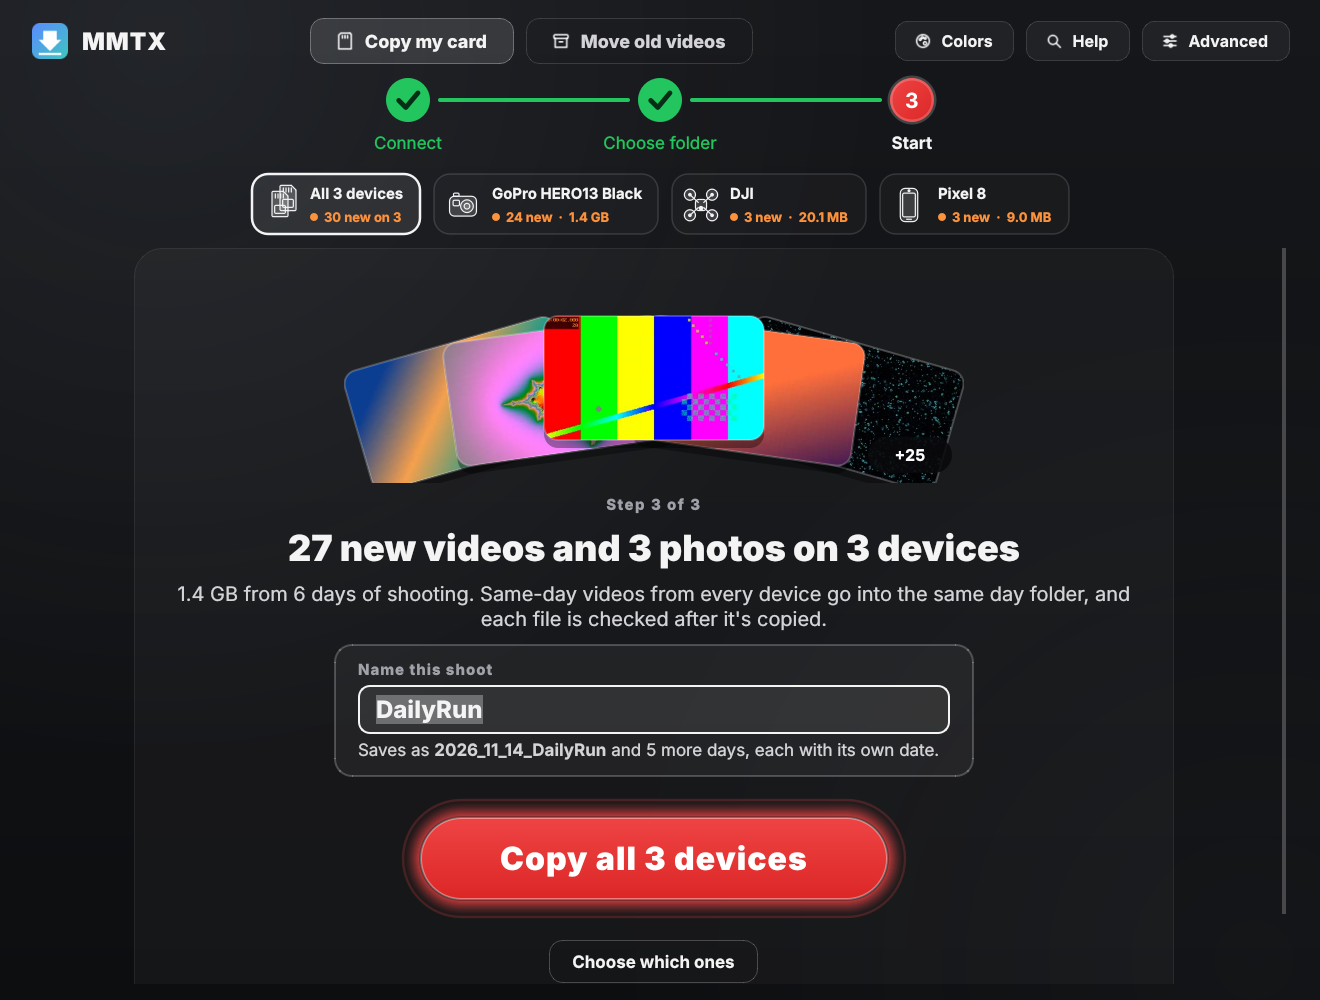 MMTX
Copy my card
Move old videos
Colors
Help
Advanced
3
Connect
Choose folder
Start
All 3 devices
30 new on 3
GoPro HERO13 Black
24 new · 1.4 GB
DJI
3 new · 20.1 MB
Pixel 8
3 new · 9.0 MB
+25
Step 3 of 3
27 new videos and 3 photos on 3 devices
1.4 GB from 6 days of shooting. Same-day videos from every device go into the same day folder, and
each file is checked after it's copied.
Name this shoot
DailyRun
Saves as 2026_11_14_DailyRun and 5 more days, each with its own date.
Copy all 3 devices
Choose which ones